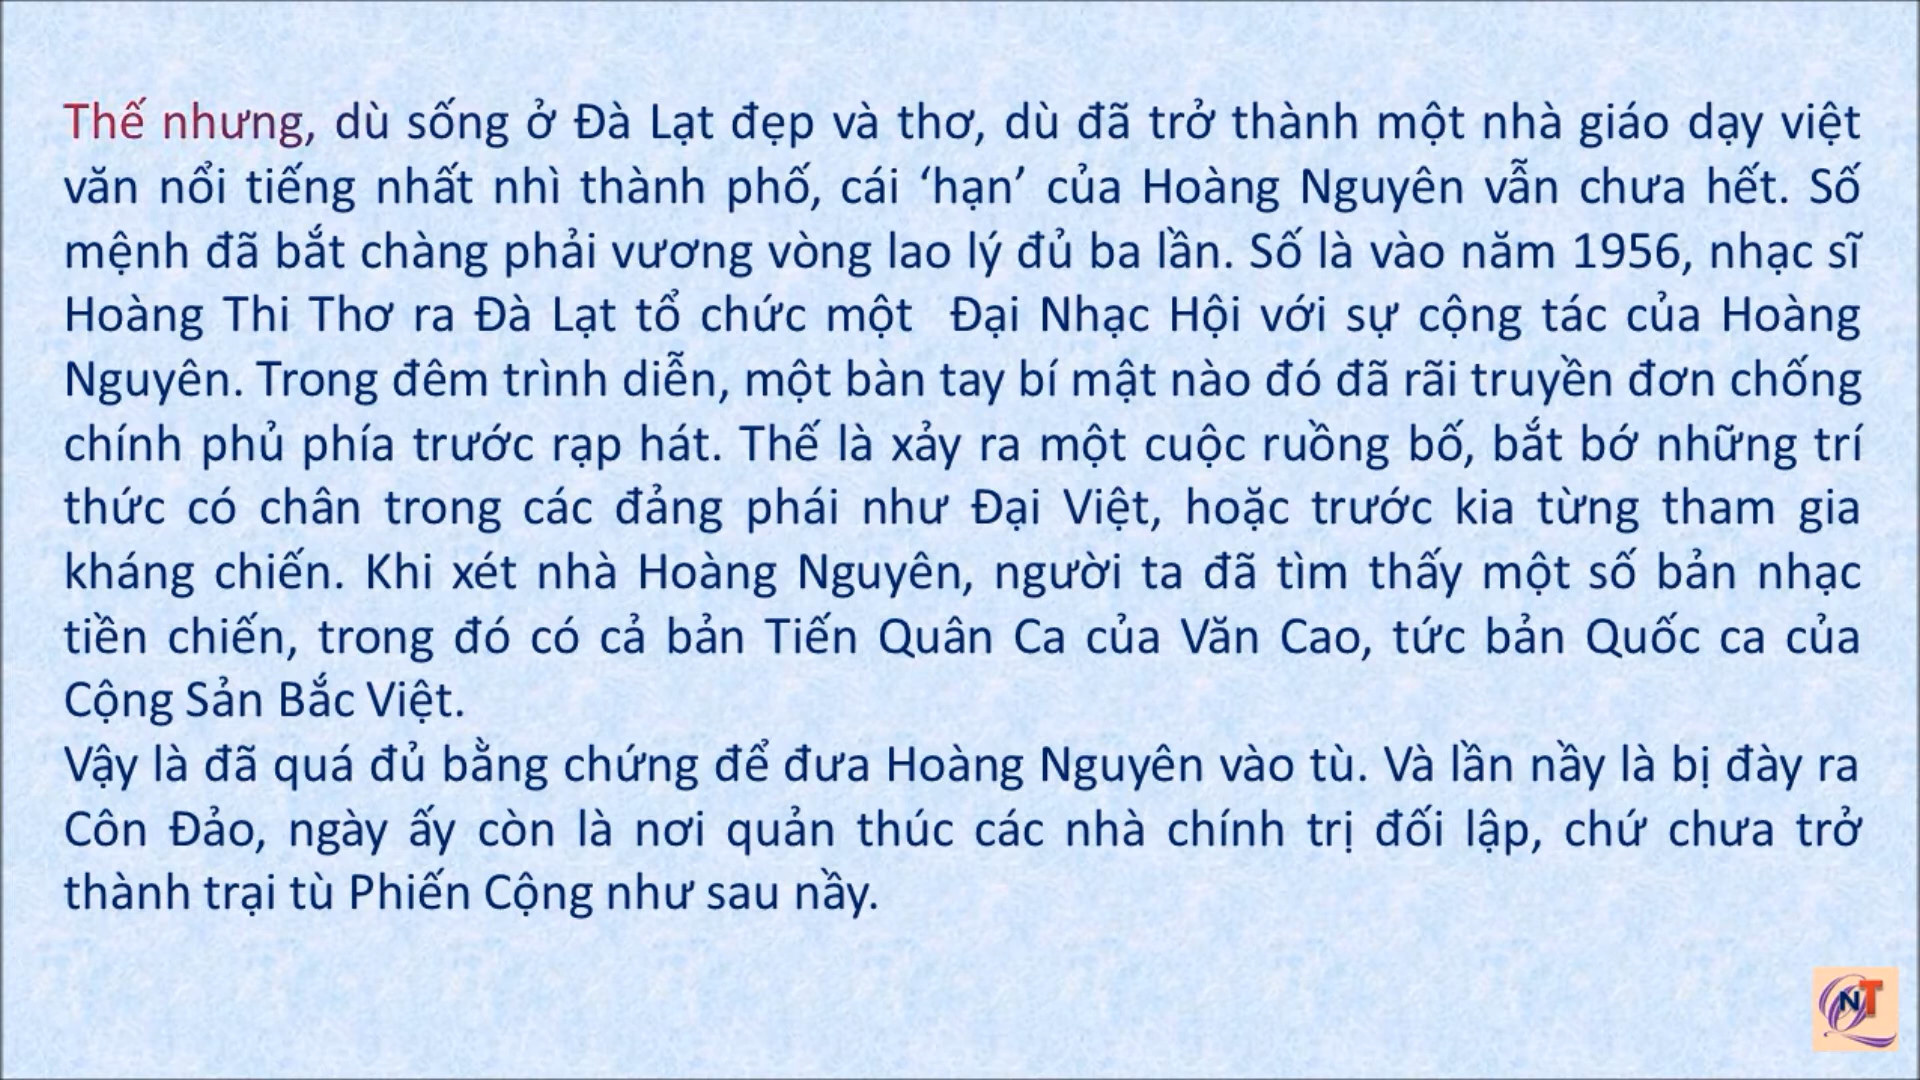 Thế nhưng, dù sống ở Đà Lạt đẹp và thơ, dù đã trở thành một nhà giáo dạy việt
văn nổi tiếng nhất nhì thành phố, cái ‘hạn’ của Hoàng Nguyên vẫn chưa hết. Số
mệnh đã bắt chàng phải vương vòng lao lý đủ ba lần. Số là vào năm 1956, nhạc sĩ
Hoàng Thi Thơ ra Đà Lạt tổ chức một  Đại Nhạc Hội với sự cộng tác của Hoàng
Nguyên. Trong đêm trình diễn, một bàn tay bí mật nào đó đã rãi truyền đơn chống
chính phủ phía trước rạp hát. Thế là xảy ra một cuộc ruồng bố, bắt bớ những trí
thức có chân trong các đảng phái như Đại Việt, hoặc trước kia từng tham gia
kháng chiến. Khi xét nhà Hoàng Nguyên, người ta đã tìm thấy một số bản nhạc
tiền chiến, trong đó có cả bản Tiến Quân Ca của Văn Cao, tức bản Quốc ca của
Cộng Sản Bắc Việt.
Vậy là đã quá đủ bằng chứng để đưa Hoàng Nguyên vào tù. Và lần nầy là bị đày ra
Côn Đảo, ngày ấy còn là nơi quản thúc các nhà chính trị đối lập, chứ chưa trở
thành trại tù Phiến Cộng như sau nầy.
NT